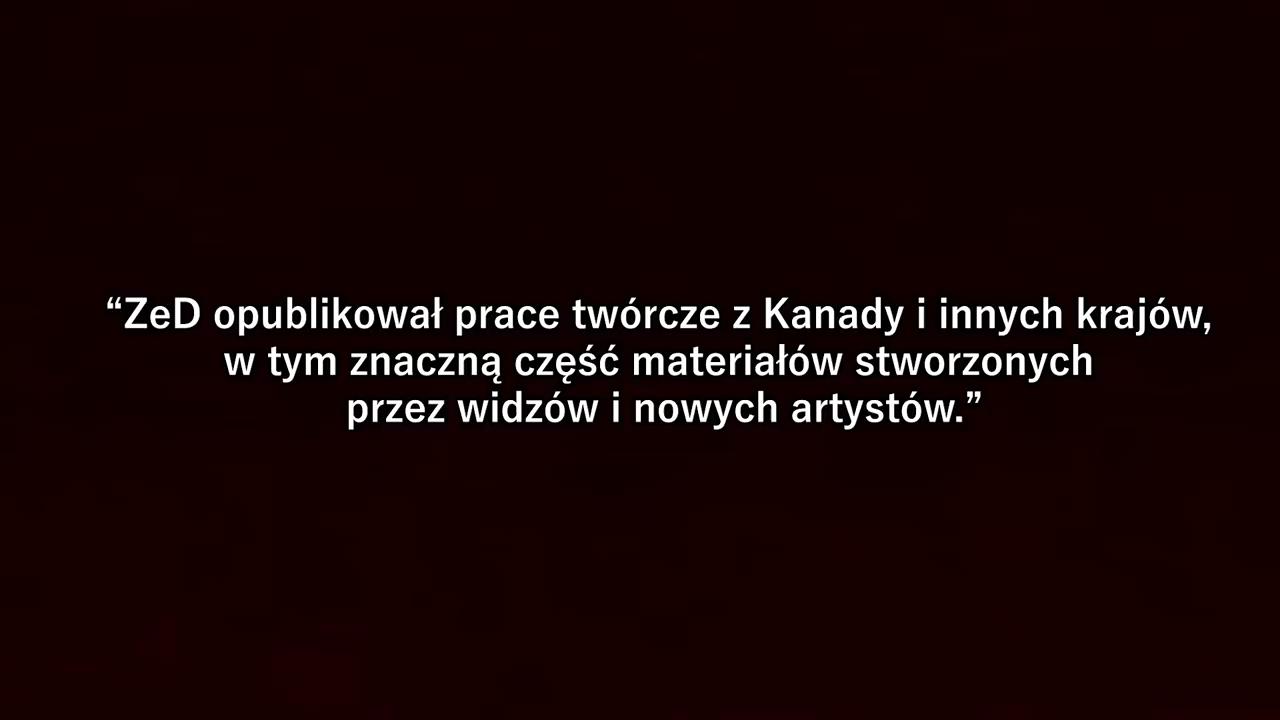 “ZeD opublikował prace twórcze z Kanady i innych krajów,
w tym znaczną część materiałów stworzonych
przez widzów i nowych artystów.”